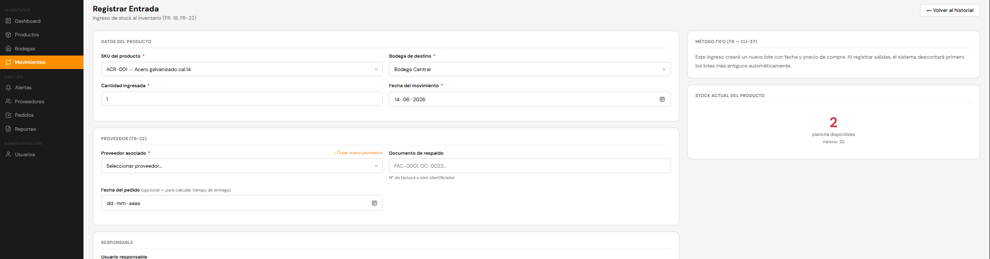 INVENTARIO
Dashboard
Productos
Bodegas
Movimientos
GESTIÓN
Alertas
Proveedores
Pedidos
Reportes
ADMINISTRACIÓN
Usuarios
Registrar Entrada
Ingreso de stock al inventario (FR-18, FR-22)
← Volver al historial
DATOS DEL PRODUCTO
SKU del producto *
ACR-001 — Acero galvanizado cal.14
Bodega de destino *
Bodega Central
Cantidad ingresada *
1
Fecha del movimiento *
14-06-2026
PROVEEDOR (FR-22)
Proveedor asociado *
+ Crear nuevo proveedor
Seleccionar proveedor...
Documento de respaldo
FAC-0001, OC-0023...
N° de factura u otro identificador
Fecha del pedido (opcional — para calcular tiempo de entrega)
dd-mm-aaaa
RESPONSABLE
Usuario responsable
MÉTODO FIFO (FR — CU-37)
Este ingreso creará un nuevo lote con fecha y precio de compra. Al registrar salidas, el sistema descontará primero
los lotes más antiguos automáticamente.
STOCK ACTUAL DEL PRODUCTO
2
plancha disponibles
mínimo: 20